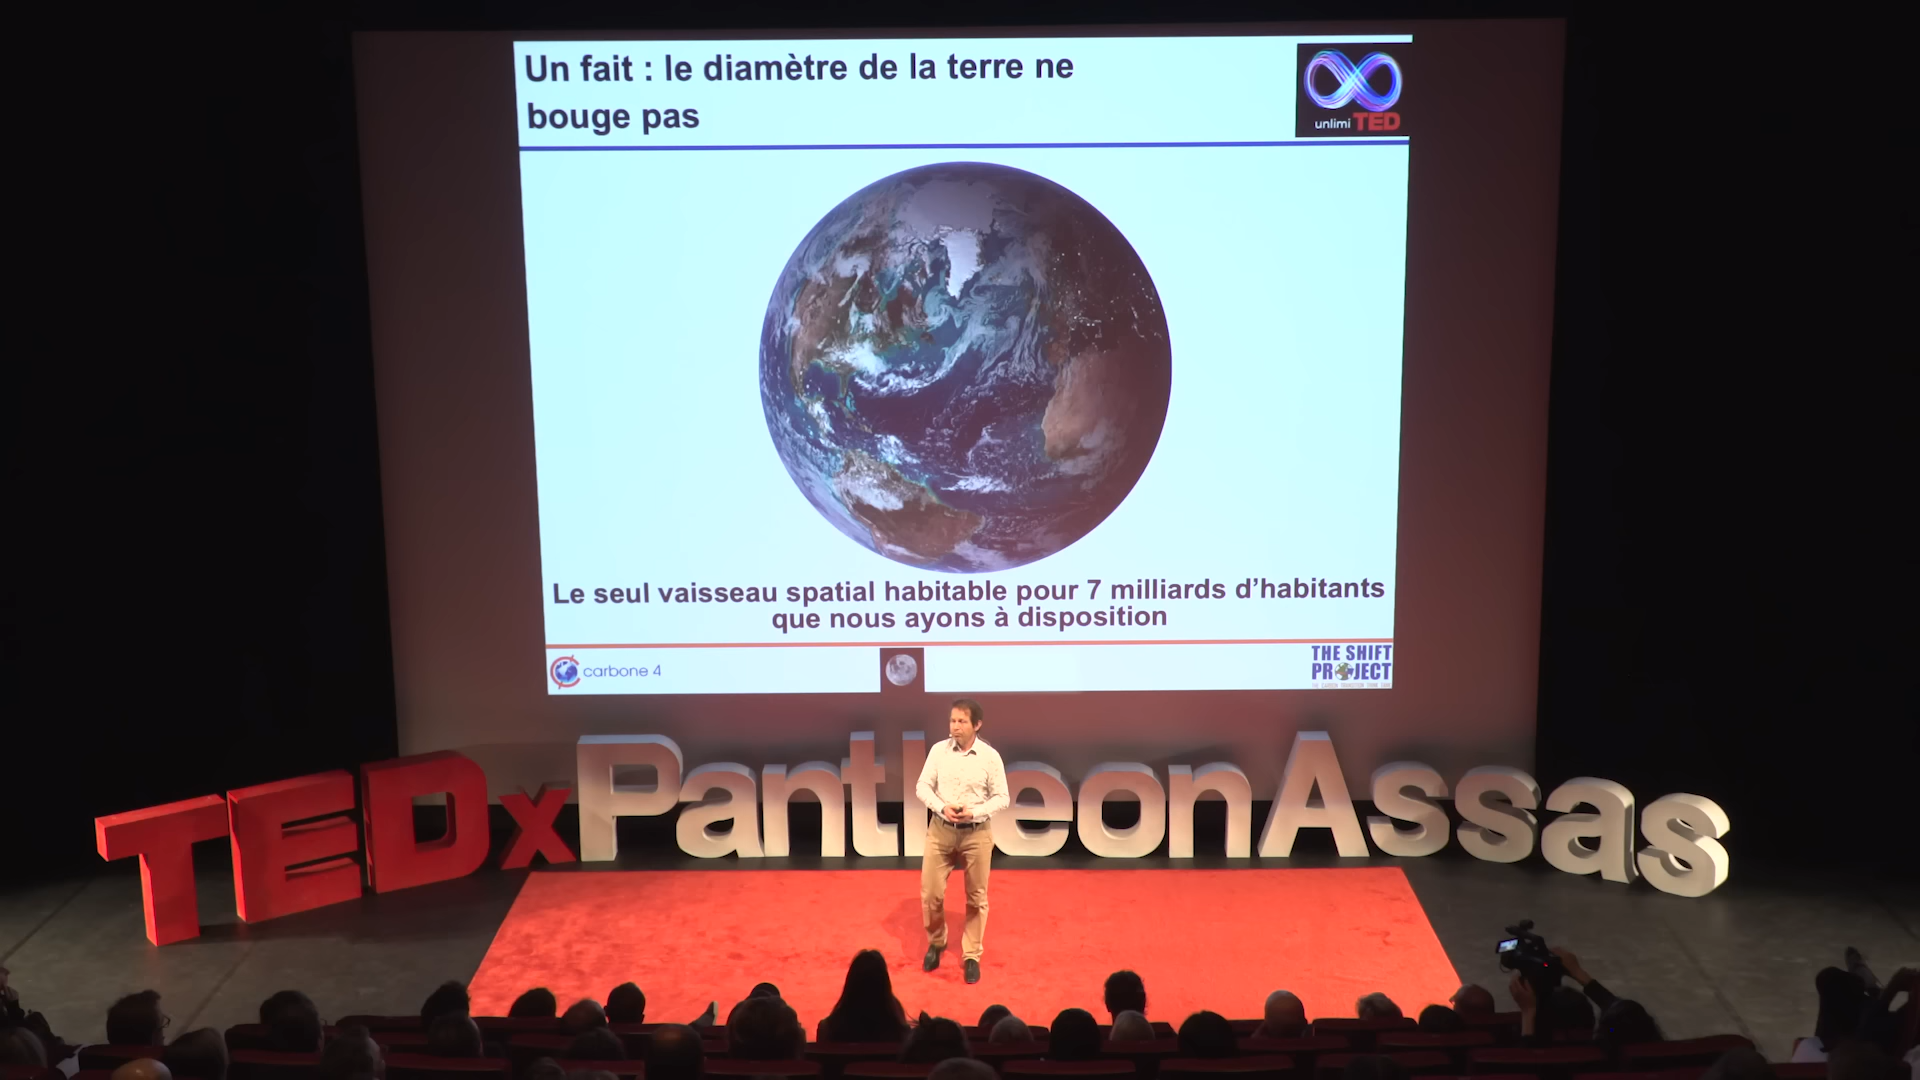 Un fait : le diamètre de la terre ne
bouge pas
unlimiTED
Le seul vaisseau spatial habitable pour 7 milliards d’habitants
que nous ayons à disposition
carbone 4
THE SHIFT
PROJECT
TEDxPantheonAssas